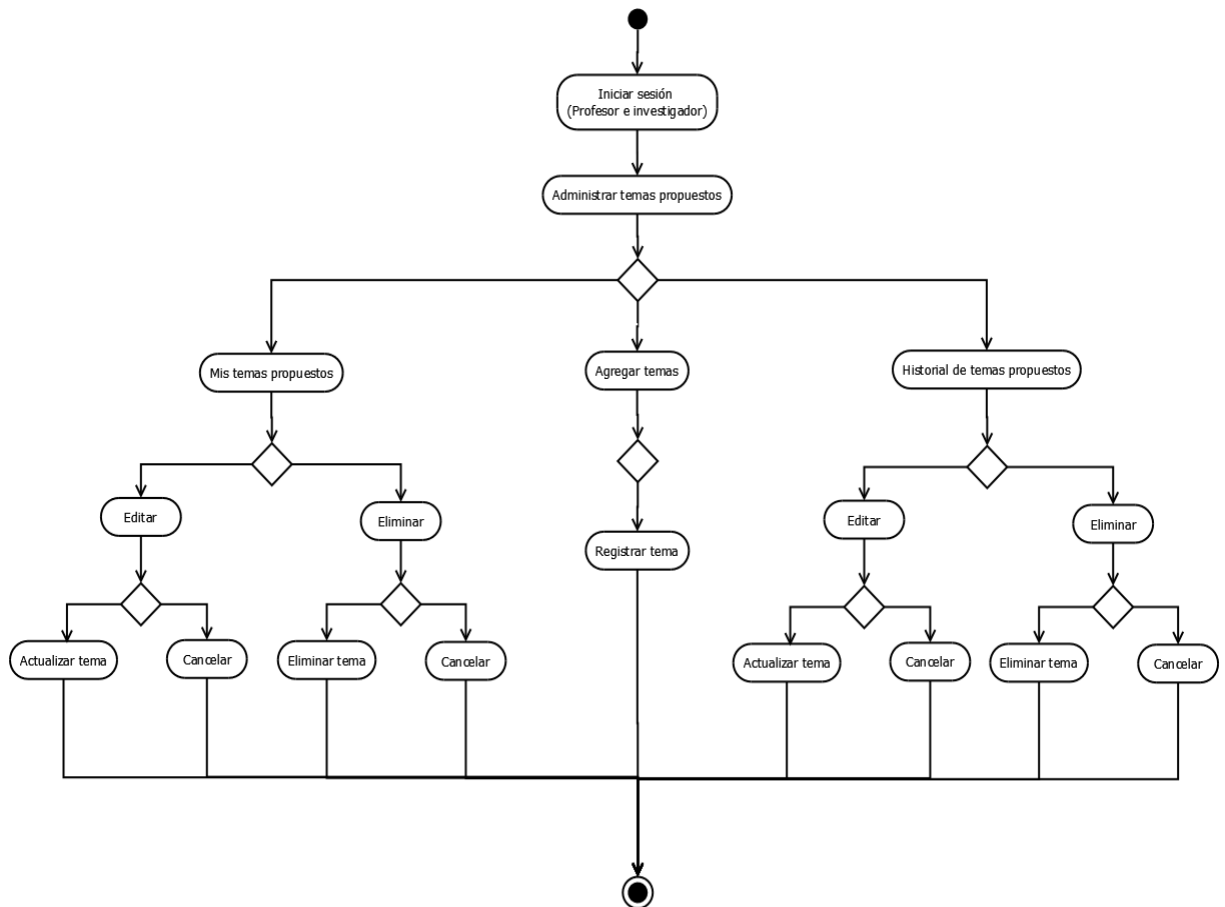 Iniciar sesión
(Profesor e investigador)
Administrar temas propuestos
Mis temas propuestos
Agregar temas
Historial de temas propuestos
Editar
Eliminar
Editar
Eliminar
Registrar tema
Actualizar tema
Cancelar
Eliminar tema
Cancelar
Actualizar tema
Cancelar
Eliminar tema
Cancelar